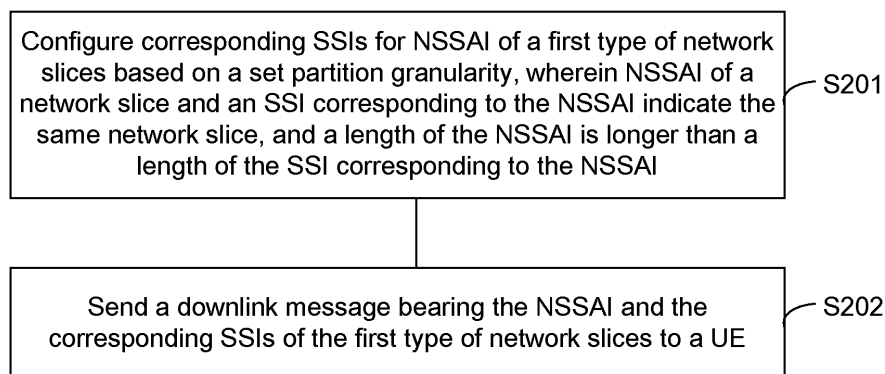 Configure corresponding SSIs for NSSAI of a first type of network
slices based on a set partition granularity, wherein NSSAI of a
network slice and an SSI corresponding to the NSSAI indicate the
same network slice, and a length of the NSSAI is longer than a
length of the SSI corresponding to the NSSAI
S201
Send a downlink message bearing the NSSAI and the
corresponding SSIs of the first type of network slices to a UE
S202